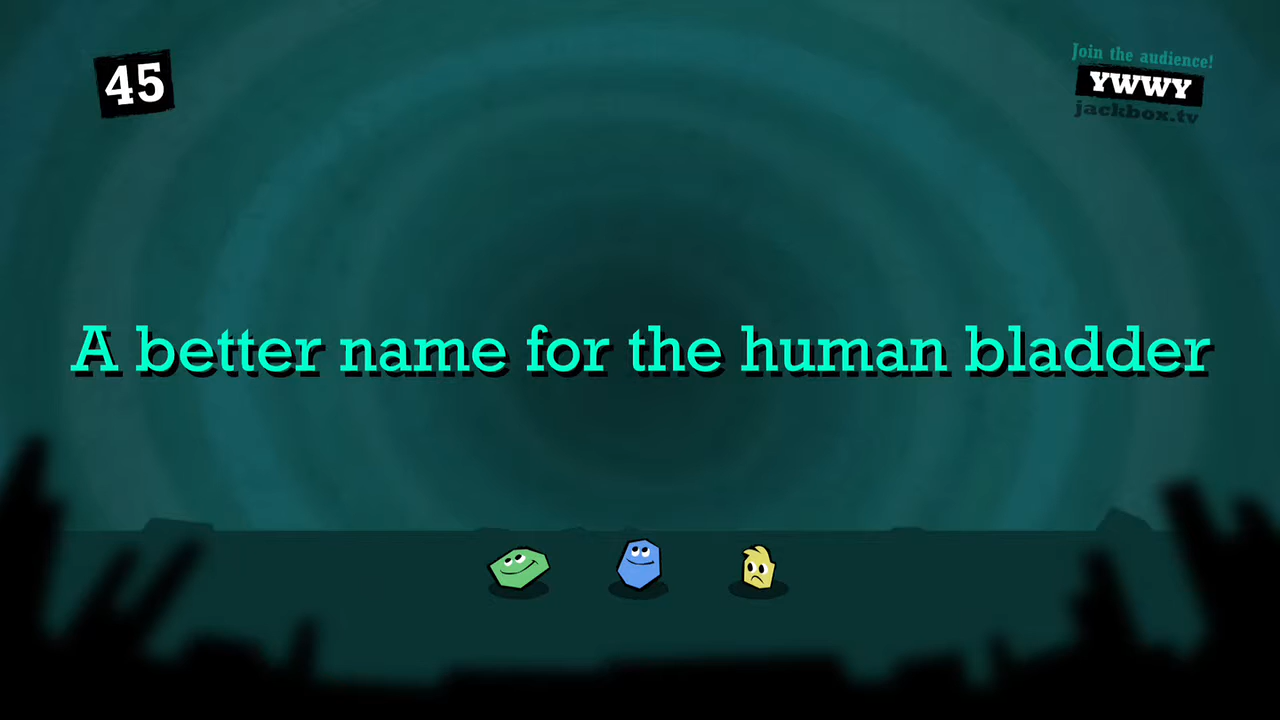 45
Join the audience!
YWWY
jackbox.tv
A better name for the human bladder